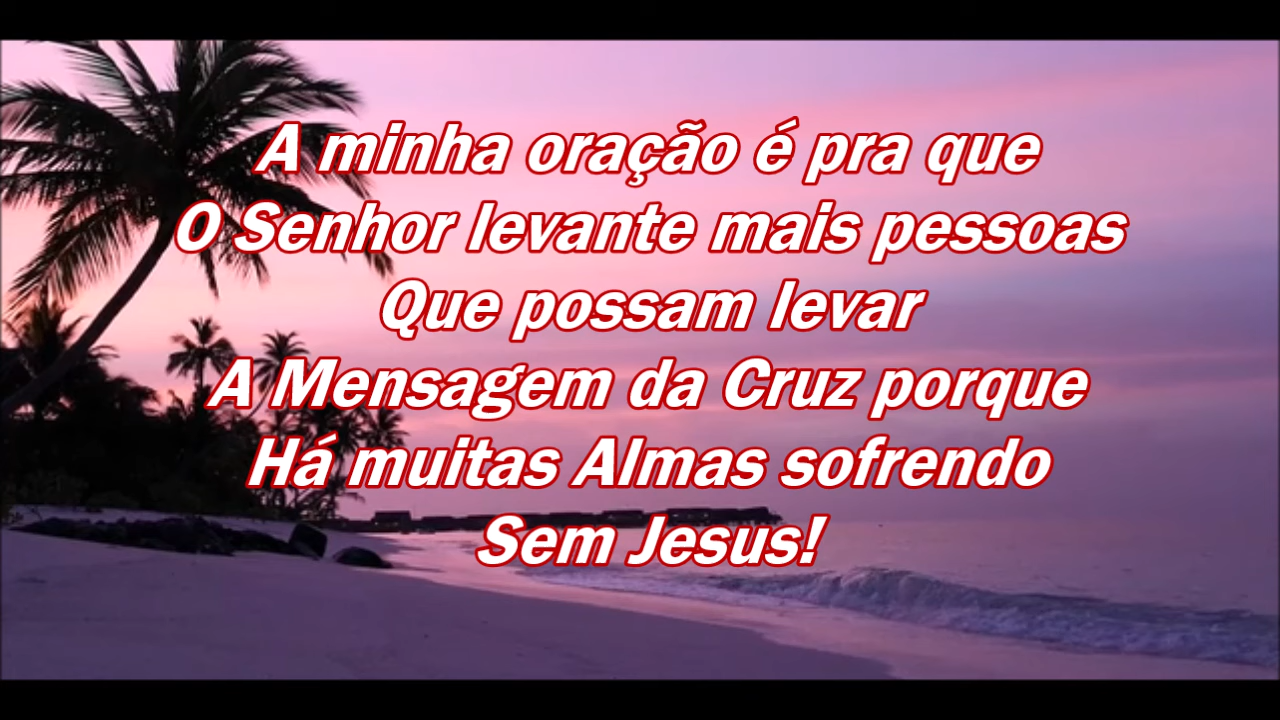 A minha oração é pra que
O Senhor levante mais pessoas
Que possam levar
A Mensagem da Cruz porque
Há muitas Almas sofrendo
Sem Jesus!